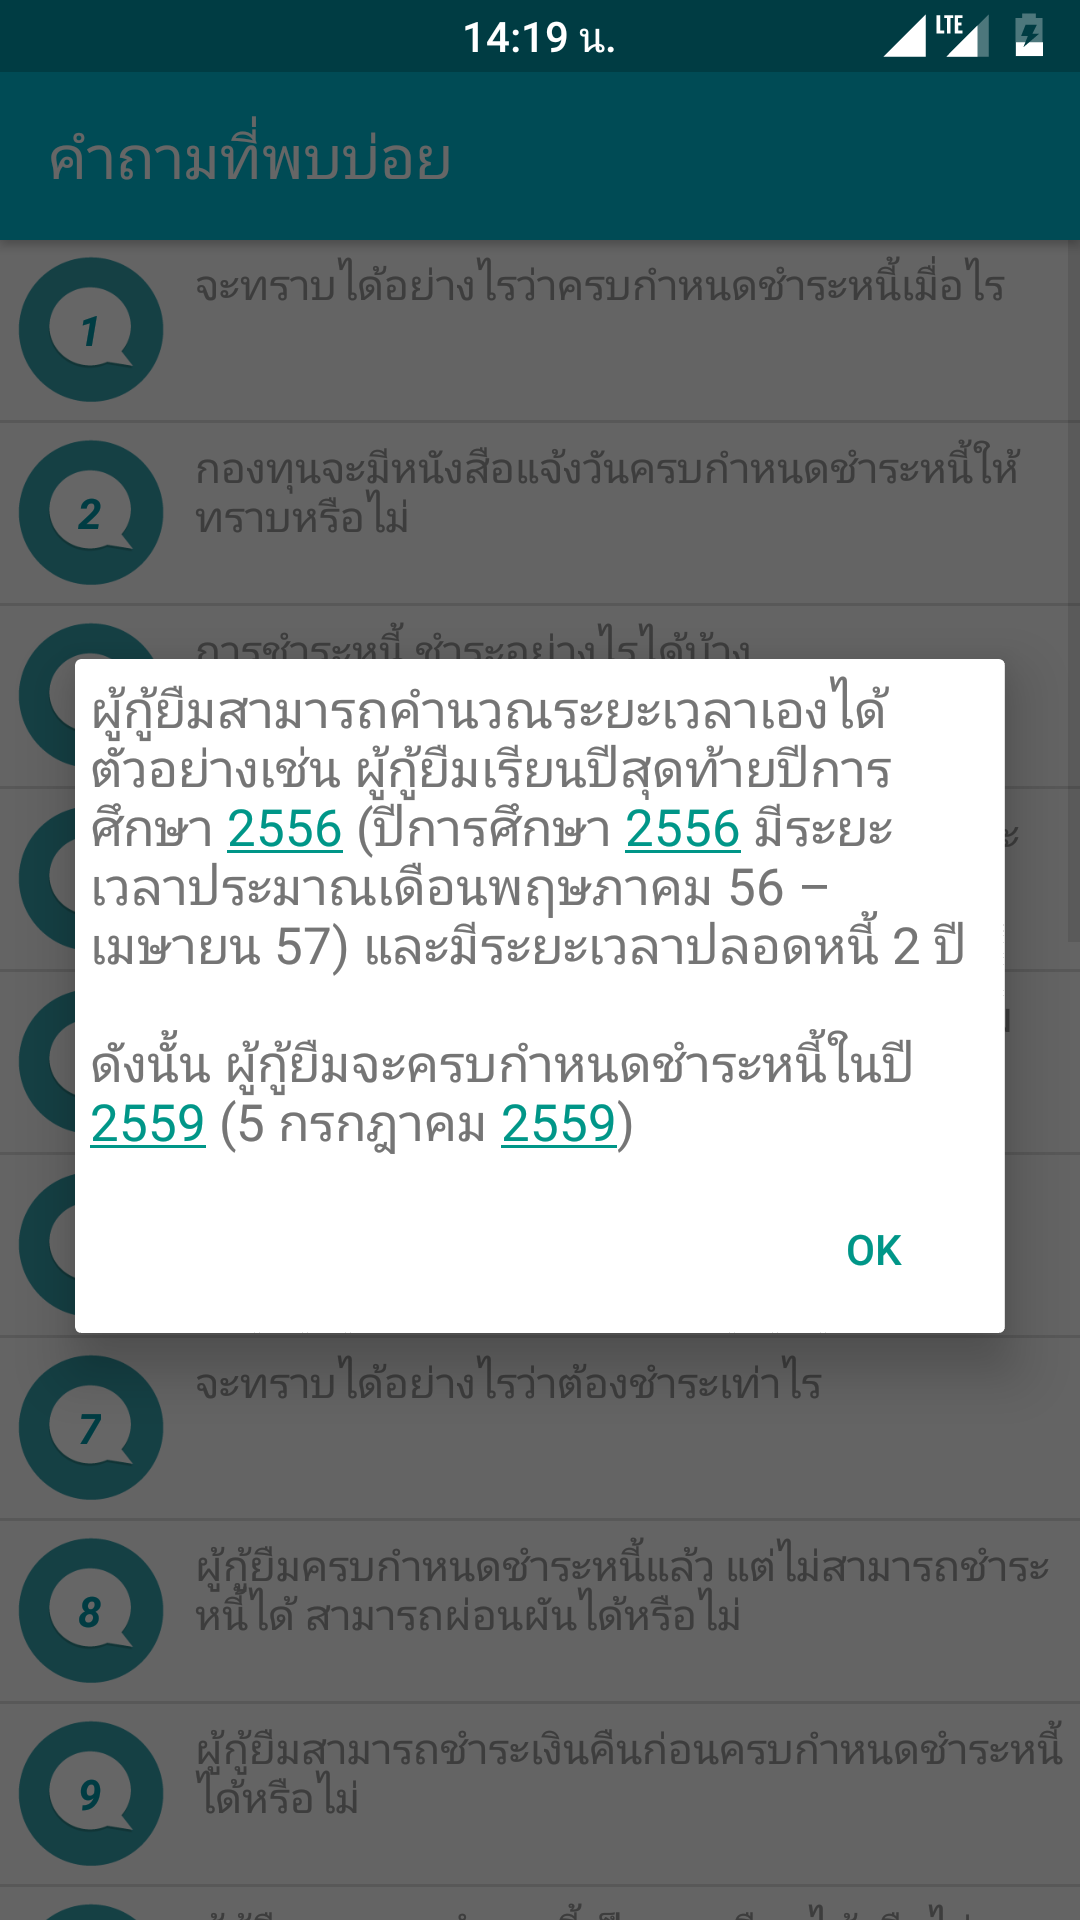 14:19 น.
LTE
คำถามที่พบบ่อย
1
จะทราบได้อย่างไรว่าครบกำหนดชำระหนี้เมื่อไร
2
กองทุนจะมีหนังสือแจ้งวันครบกำหนดชำระหนี้ให้
ทราบหรือไม่
การชำระหนี้ ชำระอย่างไรได้บ้าง
ผู้กู้ยืมสามารถคำนวณระยะเวลาเองได้
ตัวอย่างเช่น ผู้กู้ยืมเรียนปีสุดท้ายปีการ
ศึกษา 2556 (ปีการศึกษา 2556 มีระยะ
เวลาประมาณเดือนพฤษภาคม 56 –
เมษายน 57) และมีระยะเวลาปลอดหนี้ 2 ปี
ดังนั้น ผู้กู้ยืมจะครบกำหนดชำระหนี้ในปี
2559 (5 กรกฎาคม 2559)
OK
7
จะทราบได้อย่างไรว่าต้องชำระเท่าไร
8
ผู้กู้ยืมครบกำหนดชำระหนี้แล้ว แต่ไม่สามารถชำระ
หนี้ได้ สามารถผ่อนผันได้หรือไม่
9
ผู้กู้ยืมสามารถชำระเงินคืนก่อนครบกำหนดชำระหนี้
ได้หรือไม่